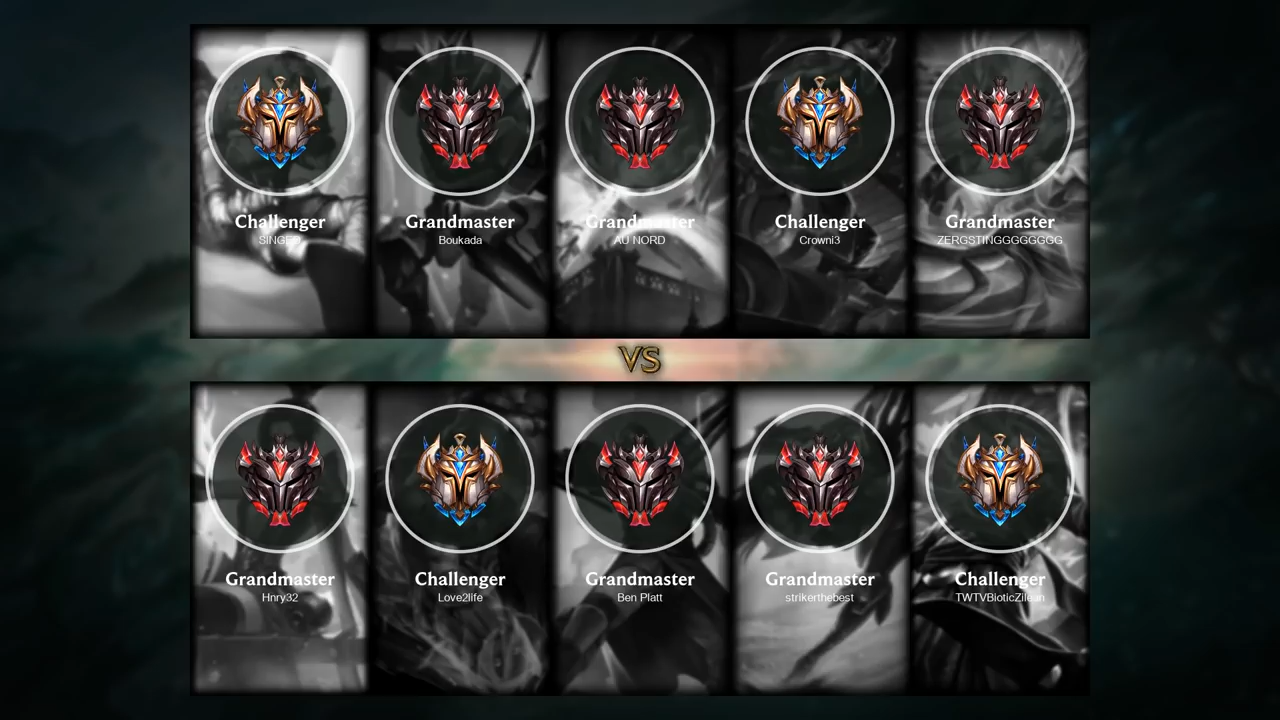 Challenger Grandmaster Grandmaster Challenger Grandmaster
Boukada AU NORD Crowni3 ZERGSTINGGGGGGGG
VS
Grandmaster Challenger Grandmaster Grandmaster Challenger
Hnry32 Love2life Ben Platt strikerthebest TWTVBioticZilean